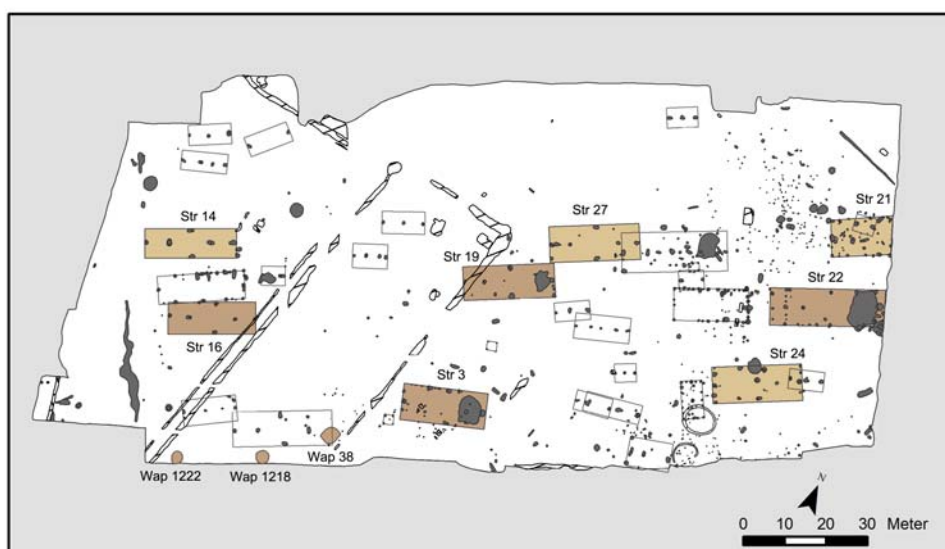 Str 14
Str 27
Str 21
Str 19
Str 22
Str 16
Str 3
Str 24
Wap 38
Wap 1222
Wap 1218
N
0 10 20 30 Meter